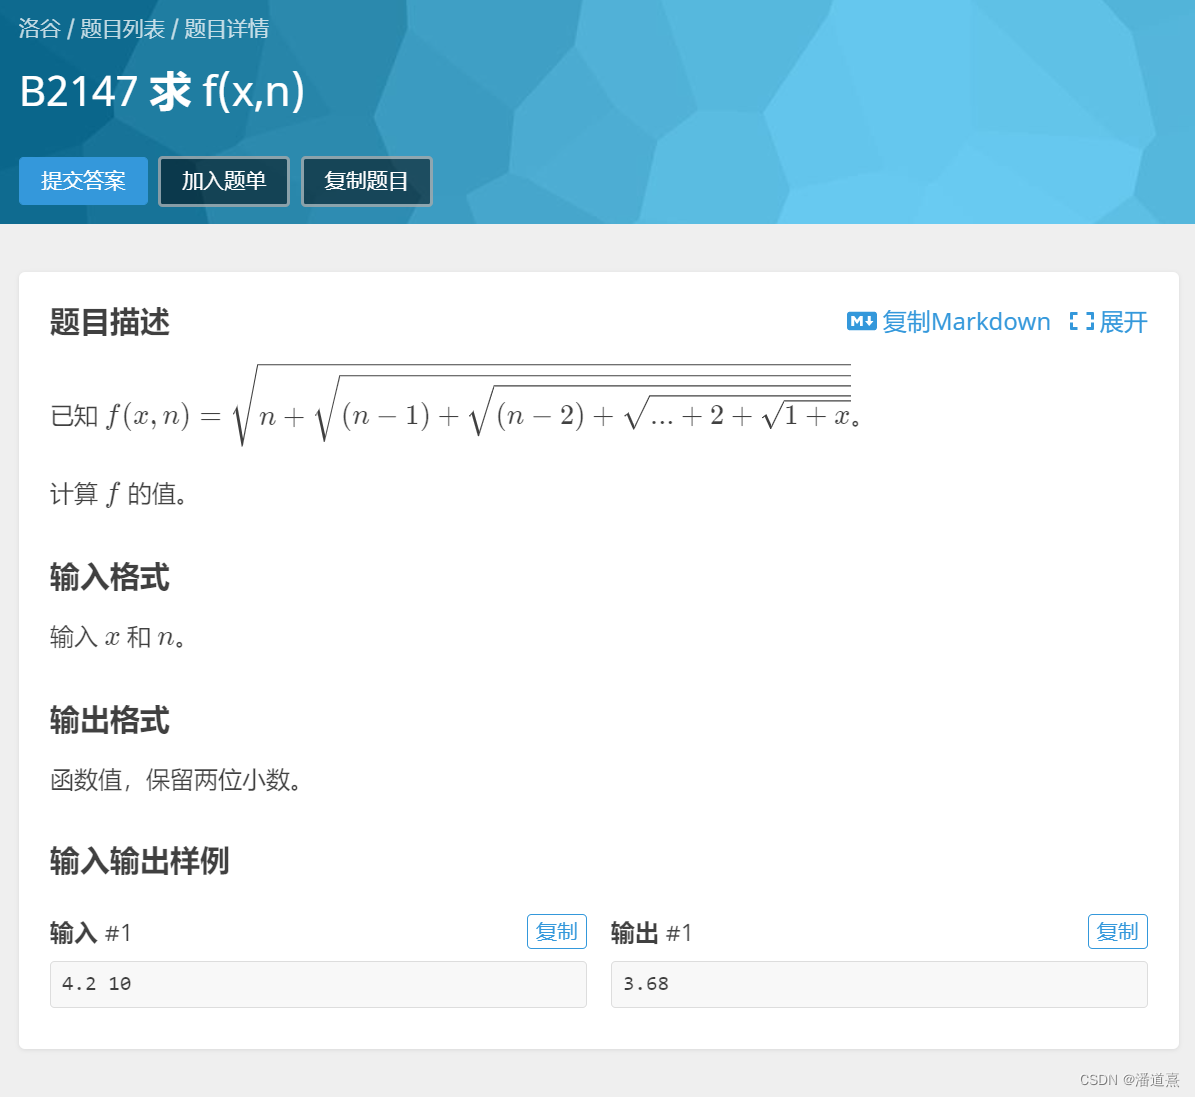 洛谷 / 题目列表 / 题目详情
B2147 求 f(x,n)
提交答案 加入题单 复制题目
题目描述 M↓ 复制Markdown 展开
已知 f(x, n) = √(n + √((n − 1) + √((n − 2) + √(... + 2 + √(1 + x)))))。
计算 f 的值。
输入格式
输入 x 和 n。
输出格式
函数值，保留两位小数。
输入输出样例
输入 #1 复制 输出 #1 复制
4.2 10 3.68
CSDN @潘道熹